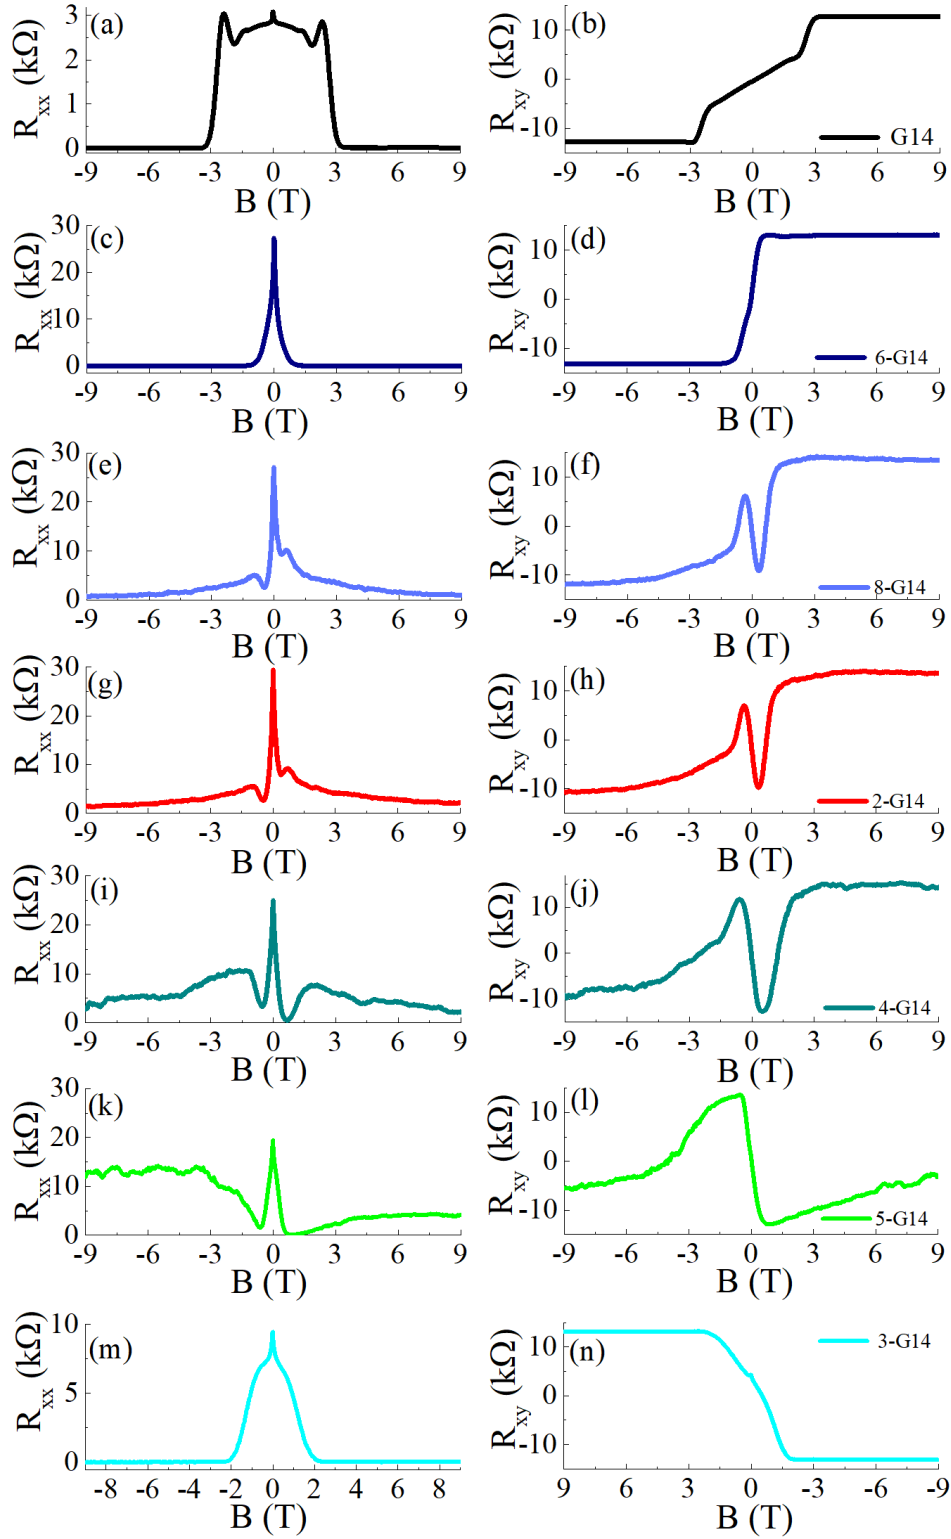 (a)
R_xx (kΩ)
3
2
1
0
-9 -6 -3 0 3 6 9
B (T)
(b)
R_xy (kΩ)
10
0
-10
G14
-9 -6 -3 0 3 6 9
B (T)
(c)
R_xx (kΩ)
30
20
10
0
-9 -6 -3 0 3 6 9
B (T)
(d)
R_xy (kΩ)
10
0
-10
6-G14
-9 -6 -3 0 3 6 9
B (T)
(e)
R_xx (kΩ)
30
20
10
0
-9 -6 -3 0 3 6 9
B (T)
(f)
R_xy (kΩ)
10
0
-10
8-G14
-9 -6 -3 0 3 6 9
B (T)
(g)
R_xx (kΩ)
30
20
10
0
-9 -6 -3 0 3 6 9
B (T)
(h)
R_xy (kΩ)
10
0
-10
2-G14
-9 -6 -3 0 3 6 9
B (T)
(i)
R_xx (kΩ)
30
20
10
0
-9 -6 -3 0 3 6 9
B (T)
(j)
R_xy (kΩ)
10
0
-10
4-G14
-9 -6 -3 0 3 6 9
B (T)
(k)
R_xx (kΩ)
30
20
10
0
-9 -6 -3 0 3 6 9
B (T)
(l)
R_xy (kΩ)
10
0
-10
5-G14
9 -6 -3 0 3 6 -9
B (T)
(m)
R_xx (kΩ)
10
5
0
-8 -6 -4 -2 0 2 4 6 8
B (T)
(n)
R_xy (kΩ)
10
0
-10
3-G14
9 6 3 0 -3 -6 -9
B (T)